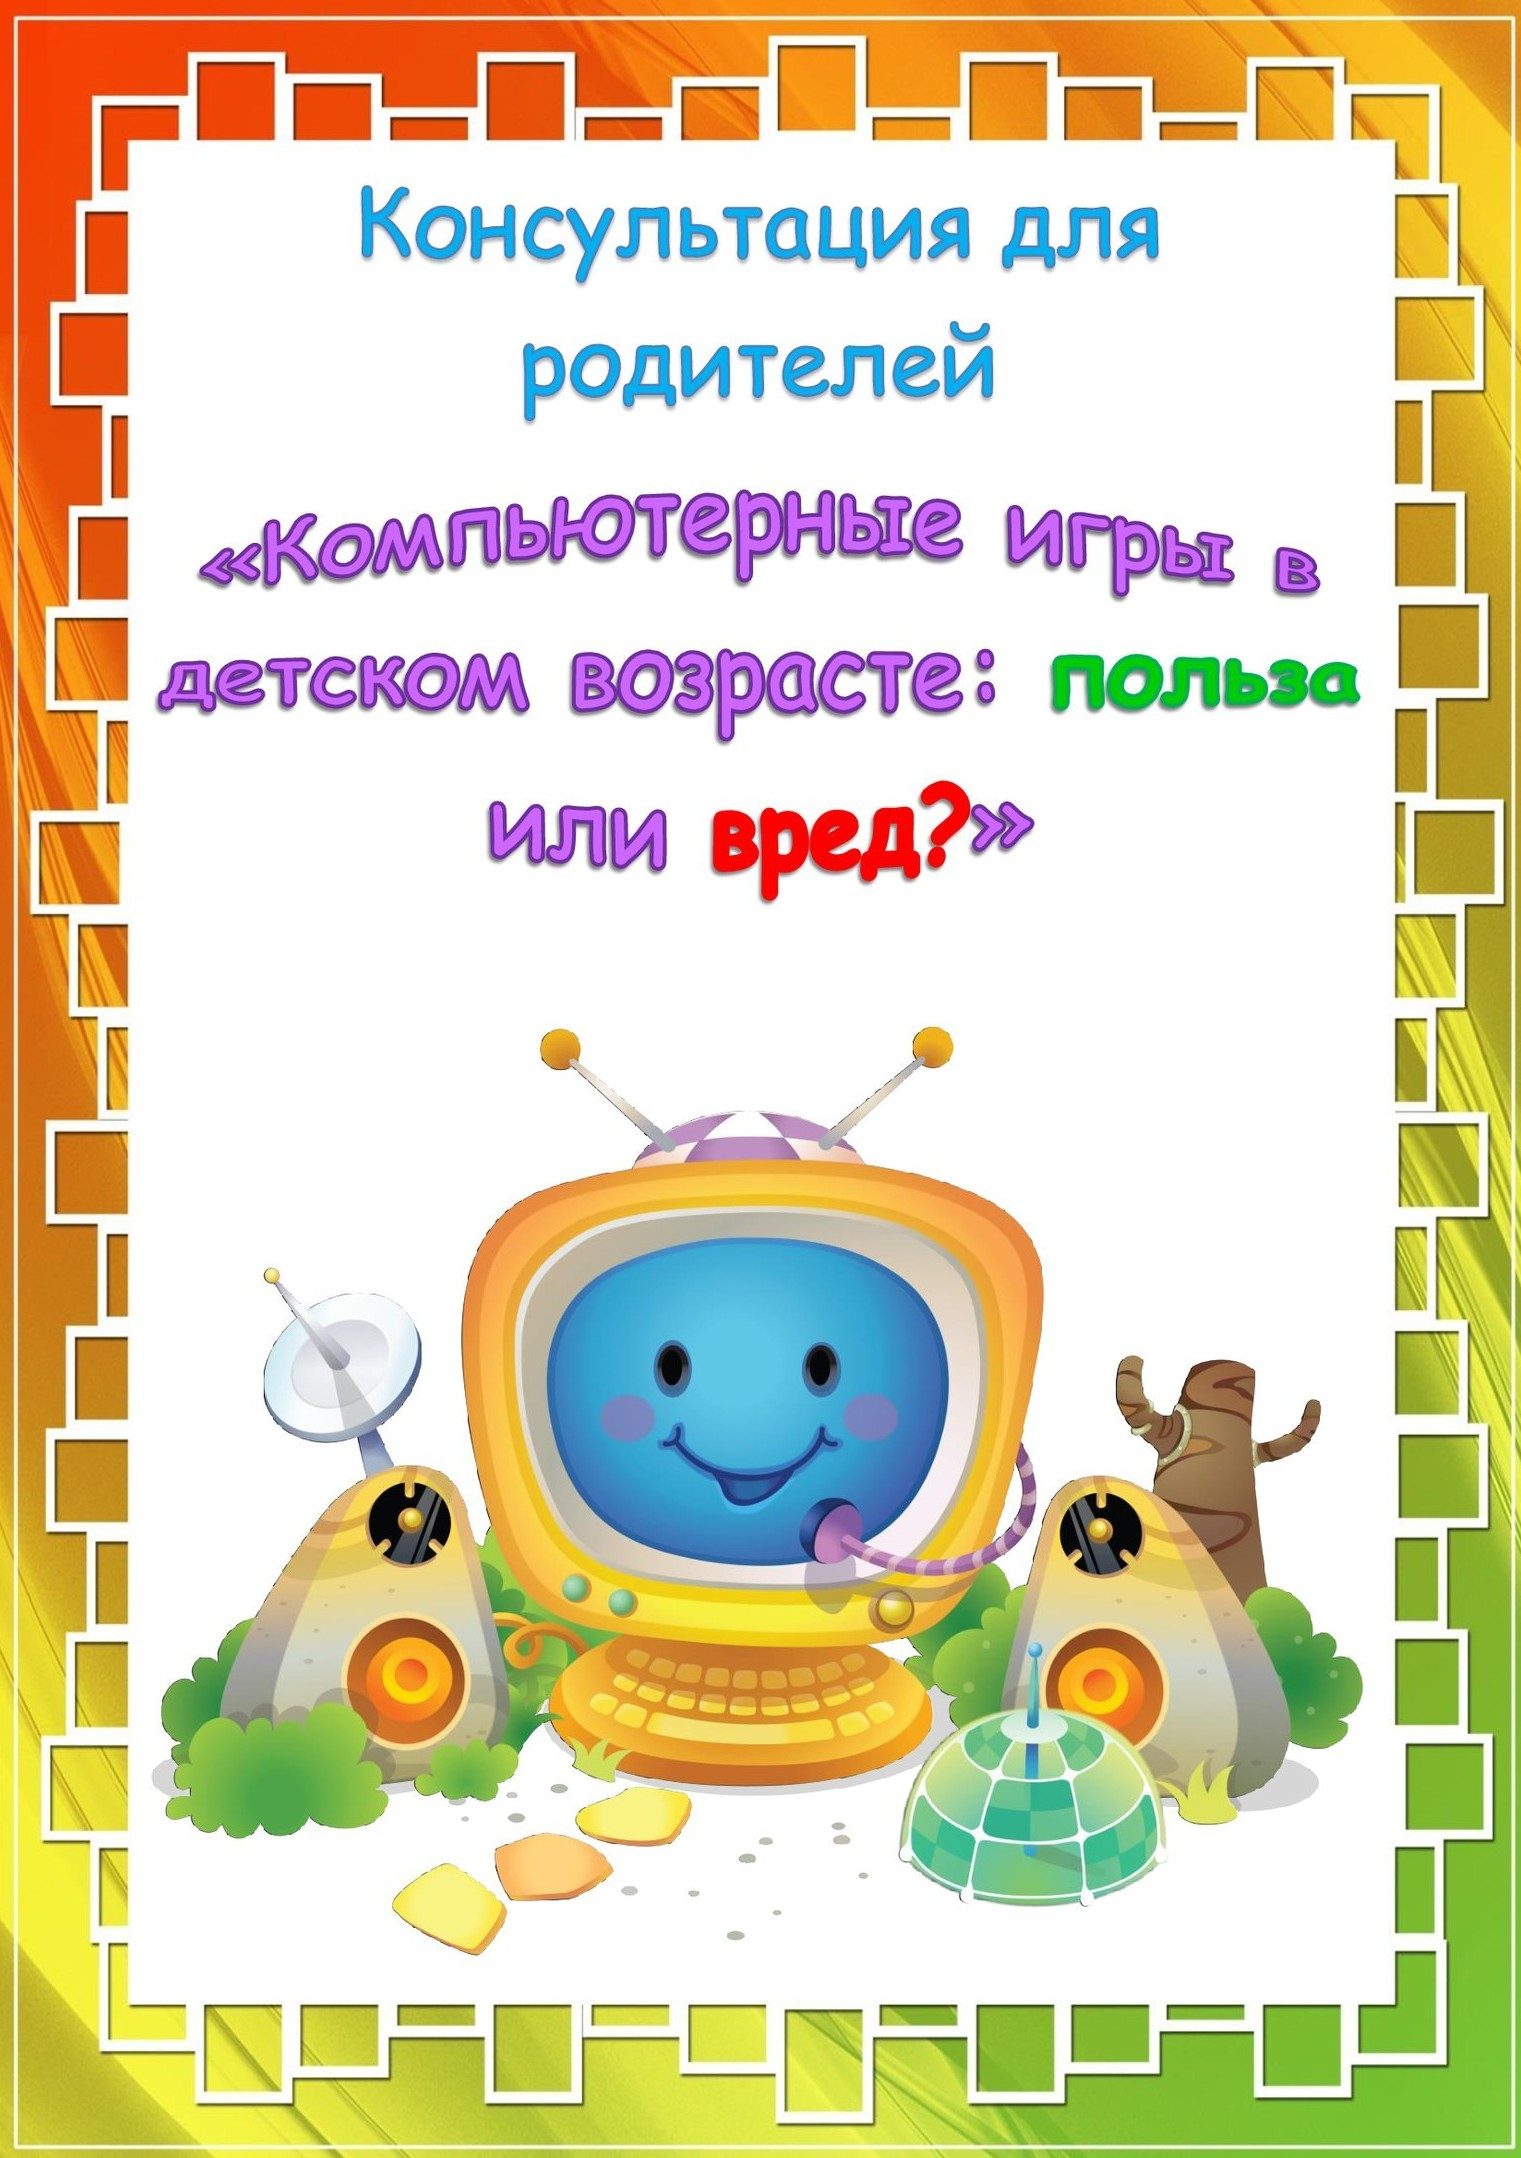 Консультация для
родителей
«Компьютерные игры в
детском возрасте: польза
или вред?»